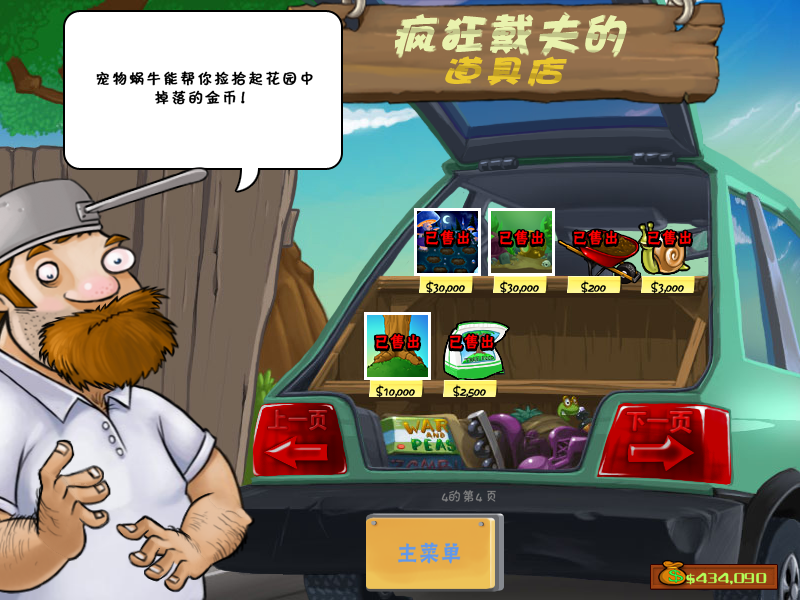 宠物蜗牛能帮你捡拾起花园中
掉落的金币!
疯狂戴夫的
道具店
已售出
已售出
已售出
已售出
$30,000
$30,000
$200
$3,000
已售出
已售出
$10,000
$2,500
WAR
AND
PEAS
上一页
下一页
4的第4页
主菜单
$434,090